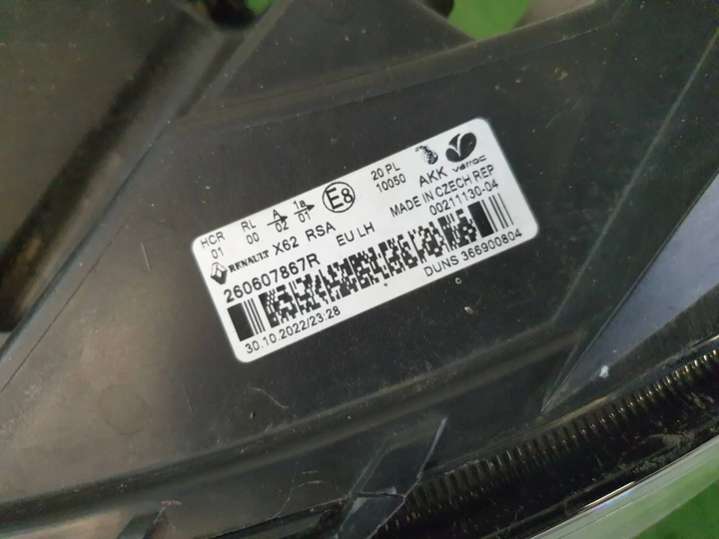 HCR RL A 1a E8 20 PL
01 00 02 01 10050 AKK varroc
RENAULT X62 RSA MADE IN CZECH REP
EU LH 00211130-04
260607867R
DUNS 366900804
30.10.2022/23:28